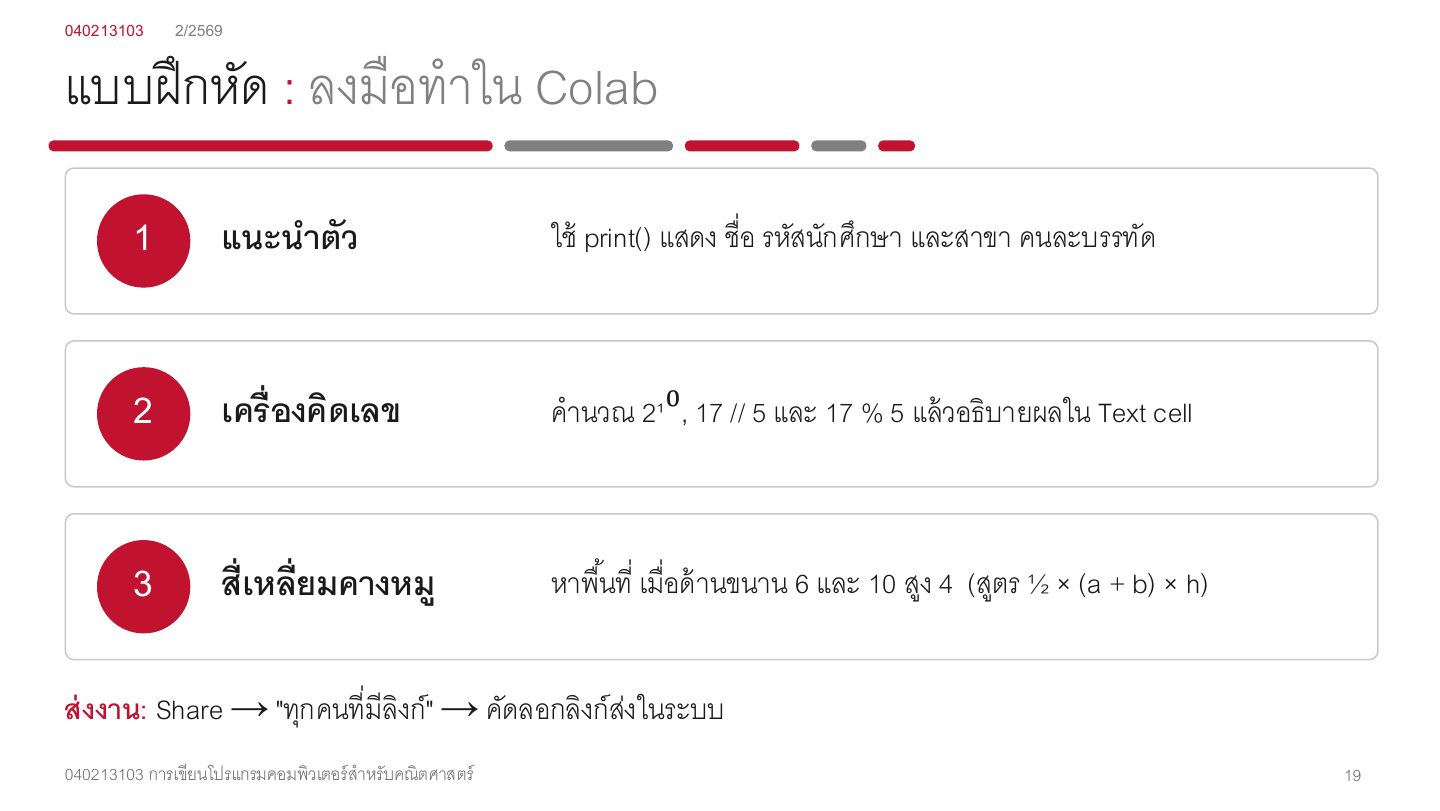 040213103 2/2569
แบบฝึกหัด : ลงมือทำใน Colab
1 แนะนำตัว ใช้ print() แสดง ชื่อ รหัสนักศึกษา และสาขา คนละบรรทัด
2 เครื่องคิดเลข คำนวณ 2¹⁰, 17 // 5 และ 17 % 5 แล้วอธิบายผลใน Text cell
3 สี่เหลี่ยมคางหมู หาพื้นที่ เมื่อด้านขนาน 6 และ 10 สูง 4 (สูตร ½ × (a + b) × h)
ส่งงาน: Share → "ทุกคนที่มีลิงก์" → คัดลอกลิงก์ส่งในระบบ
040213103 การเขียนโปรแกรมคอมพิวเตอร์สำหรับคณิตศาสตร์ 19